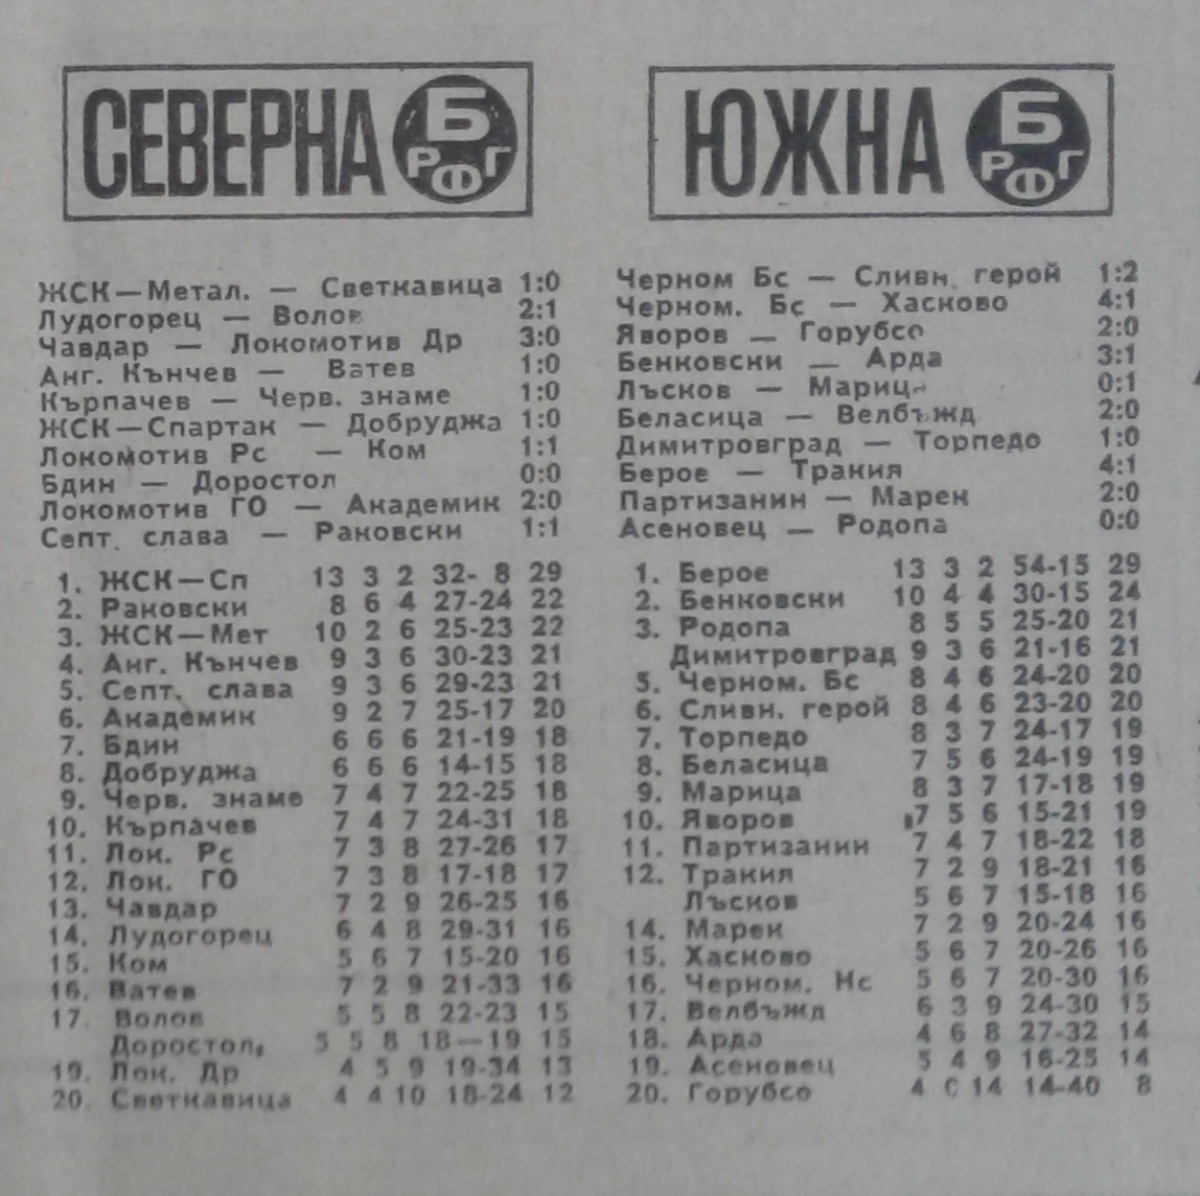 СЕВЕРНА Б РФГ
ЖСК—Метал. — Светкавица 1:0
Лудогорец — Волов 2:1
Чавдар — Локомотив Др 3:0
Анг. Кънчев — Ватев 1:0
Кърпачев — Черв. знаме 1:0
ЖСК—Спартак — Добруджа 1:0
Локомотив Рс — Ком 1:1
Бдин — Доростол 0:0
Локомотив ГО — Академик 2:0
Септ. слава — Раковски 1:1
1. ЖСК—Сп 13 3 2 32- 8 29
2. Раковски 8 6 4 27-24 22
3. ЖСК—Мет 10 2 6 25-23 22
4. Анг. Кънчев 9 3 6 30-23 21
5. Септ. слава 9 3 6 29-23 21
6. Академик 9 2 7 25-17 20
7. Бдин 6 6 6 21-19 18
8. Добруджа 6 6 6 14-15 18
9. Черв. знаме 7 4 7 22-25 18
10. Кърпачев 7 4 7 24-31 18
11. Лок. Рс 7 3 8 27-26 17
12. Лок. ГО 7 3 8 17-18 17
13. Чавдар 7 2 9 26-25 16
14. Лудогорец 6 4 8 29-31 16
15. Ком 5 6 7 15-20 16
16. Ватев 7 2 9 21-33 16
17. Волов 5 5 8 22-23 15
Доростол, 5 5 8 18—19 15
19. Лок. Др 4 5 9 19-34 13
20. Светкавица 4 4 10 18-24 12
ЮЖНА Б РФГ
Черном Бс — Сливн. герой 1:2
Черном. Бс — Хасково 4:1
Яворов — Горубсо 2:0
Бенковски — Арда 3:1
Лъсков — Марица 0:1
Беласица — Велбъжд 2:0
Димитровград — Торпедо 1:0
Берое — Тракия 4:1
Партизанин — Марек 2:0
Асеновец — Родопа 0:0
1. Берое 13 3 2 54-15 29
2. Бенковски 10 4 4 30-15 24
3. Родопа 8 5 5 25-20 21
Димитровград 9 3 6 21-16 21
5. Черном. Бс 8 4 6 24-20 20
6. Сливн. герой 8 4 6 23-20 20
7. Торпедо 8 3 7 24-17 19
8. Беласица 7 5 6 24-19 19
9. Марица 8 3 7 17-18 19
10. Яворов 7 5 6 15-21 19
11. Партизанин 7 4 7 18-22 18
12. Тракия 7 2 9 18-21 16
Лъсков 5 6 7 15-18 16
14. Марек 7 2 9 20-24 16
15. Хасково 5 6 7 20-26 16
16. Черном. Нс 5 6 7 20-30 16
17. Велбъжд 6 3 9 24-30 15
18. Арда 4 6 8 27-32 14
19. Асеновец 5 4 9 16-25 14
20. Горубсо 4 0 14 14-40 8